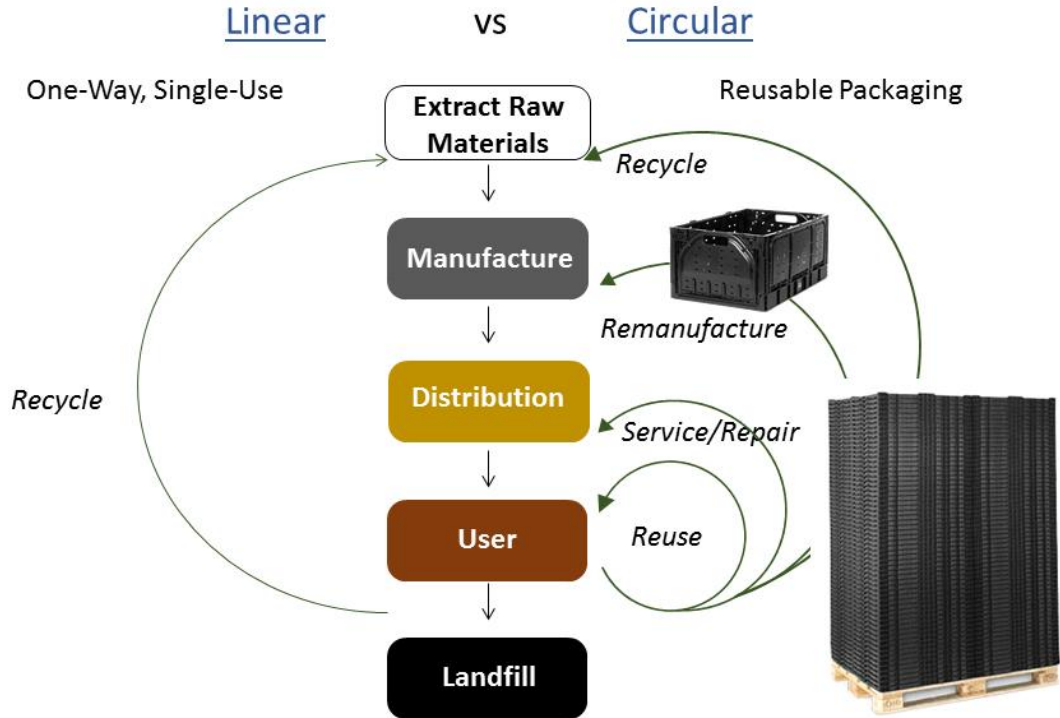 Linear vs Circular
One-Way, Single-Use
Reusable Packaging
Extract Raw
Materials
Recycle
Manufacture
Remanufacture
Distribution
Recycle
Service/Repair
User
Reuse
Landfill